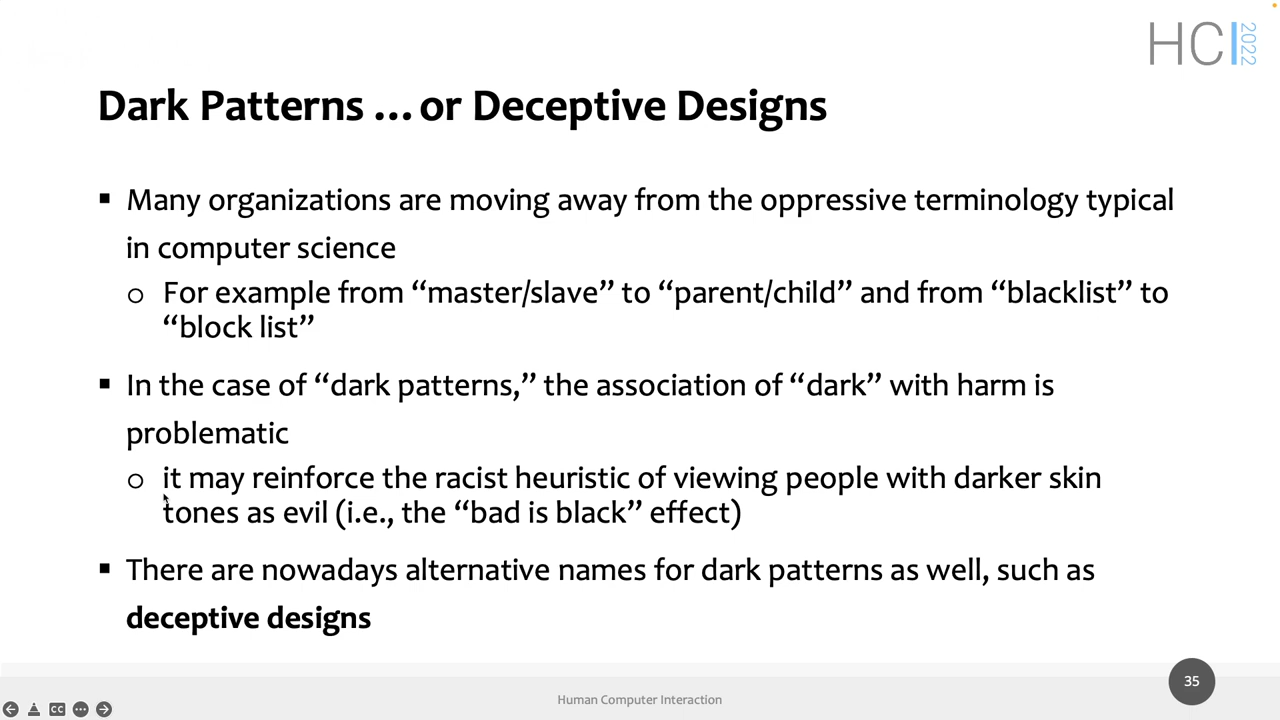 HCI 2022
Dark Patterns … or Deceptive Designs
▪ Many organizations are moving away from the oppressive terminology typical
in computer science
o For example from “master/slave” to “parent/child” and from “blacklist” to
“block list”
▪ In the case of “dark patterns,” the association of “dark” with harm is
problematic
o it may reinforce the racist heuristic of viewing people with darker skin
tones as evil (i.e., the “bad is black” effect)
▪ There are nowadays alternative names for dark patterns as well, such as
deceptive designs
35
Human Computer Interaction
CC